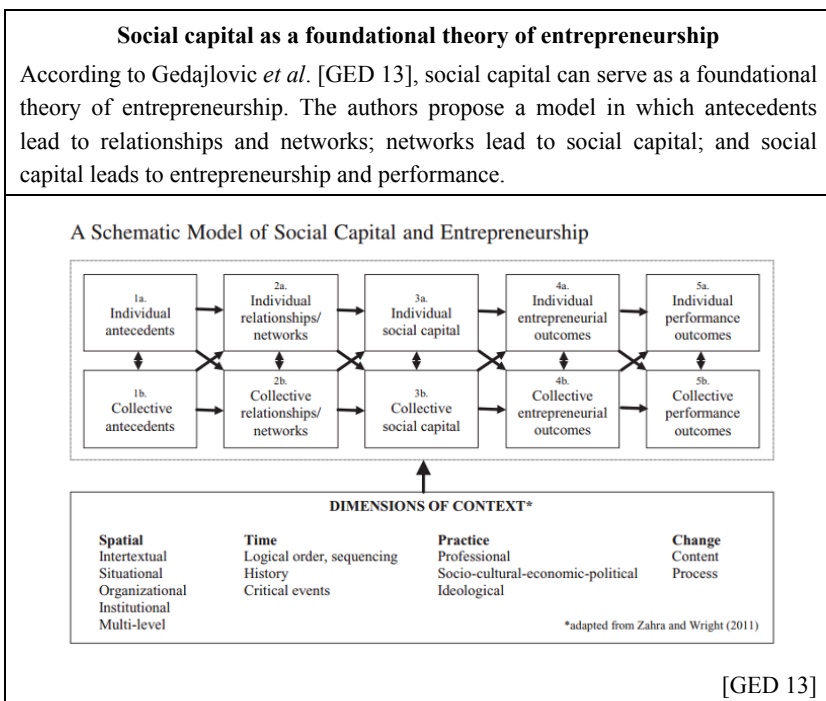 Social capital as a foundational theory of entrepreneurship
According to Gedajlovic et al. [GED 13], social capital can serve as a foundational
theory of entrepreneurship. The authors propose a model in which antecedents
lead to relationships and networks; networks lead to social capital; and social
capital leads to entrepreneurship and performance.
A Schematic Model of Social Capital and Entrepreneurship
1a.
Individual
antecedents
2a.
Individual
relationships/
networks
3a.
Individual
social capital
4a.
Individual
entrepreneurial
outcomes
5a.
Individual
performance
outcomes
1b.
Collective
antecedents
2b.
Collective
relationships/
networks
3b.
Collective
social capital
4b.
Collective
entrepreneurial
outcomes
5b.
Collective
performance
outcomes
DIMENSIONS OF CONTEXT*
Spatial
Intertextual
Situational
Organizational
Institutional
Multi-level
Time
Logical order, sequencing
History
Critical events
Practice
Professional
Socio-cultural-economic-political
Ideological
Change
Content
Process
*adapted from Zahra and Wright (2011)
[GED 13]